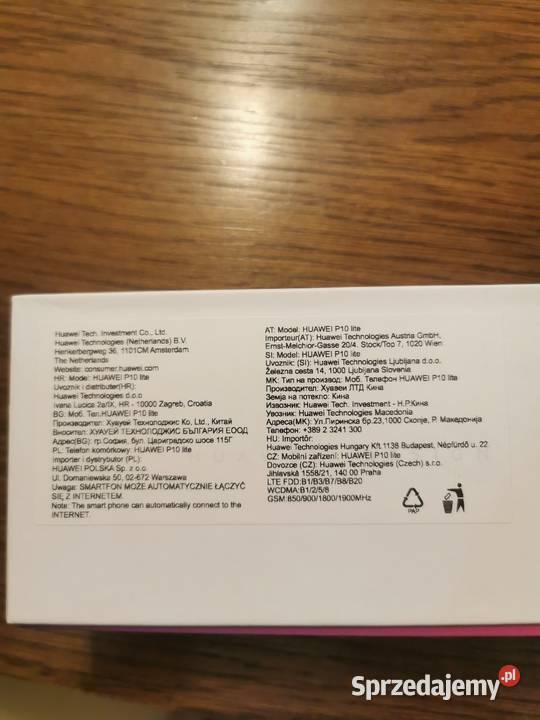 Huawei Tech. Investment Co., Ltd.
Huawei Technologies (Netherlands) B.V.
Henkerbergweg 36, 1101CM Amsterdam
The Netherlands
Website: consumer.huawei.com
HR: Model: HUAWEI P10 lite
Uvoznik i distributer(HR):
Huawei Technologies d.o.o
Ivana Lucice 2a/IX, HR - 10000 Zagreb, Croatia
BG: Moб. Тел.HUAWEI P10 lite
Производител: Хуауей Технолоджис Ко, Ltd., Китай
Вносител: ХУАУЕЙ ТЕХНОЛОДЖИС БЪЛГАРИЯ ЕООД
Адрес(BG): гр.София, бул. Цариградско шосе 115Г
PL: Telefon komórkowy: HUAWEI P10 lite
Importer i dystrybutor (PL):
HUAWEI POLSKA Sp. z o.o.
Ul. Domaniewska 50, 02-672 Warszawa
Uwaga: SMARTFON MOŻE AUTOMATYCZNIE ŁĄCZYĆ
SIĘ Z INTERNETEM.
Note: The smart phone can automatically connect to the
INTERNET.
AT: Model: HUAWEI P10 lite
Importeur(AT): Huawei Technologies Austria GmbH,
Ernst-Melchior-Gasse 20/4. Stock/Top 7, 1020 Wien
SI: Model: HUAWEI P10 lite
Uvoznik: (SI): Huawei Technologies Ljubljana d.o.o.
Železna cesta 14, 1000 Ljubljana Slovenia
MK: Тип на производ: Моб. Телефон HUAWEI P10 lite
Производител: Хуавеи ЛТД Кина
Земја на потекло: Кина
Извозник: Huawei Tech. Investment - Н.Р.Кина
Увозник: Huawei Technologies Macedonia
Адреса(МК): Ул.Пиринска бр.23,1000 Скопје, Р. Македонија
Телефон: +389 2 3241 300
HU: Importőr:
Huawei Technologies Hungary Kft, 1138 Budapest, Népfürdő u. 22
CZ: Mobilní zařízení: HUAWEI P10 lite
Dovozce (CZ): Huawei Technologies (Czech) s.r.o.
Jihlavská 1558/21, 140 00 Praha
LTE FDD:B1/B3/B7/B8/B20
WCDMA:B1/2/5/8
GSM:850/900/1800/1900MHz
PAP
Sprzedajemy.pl